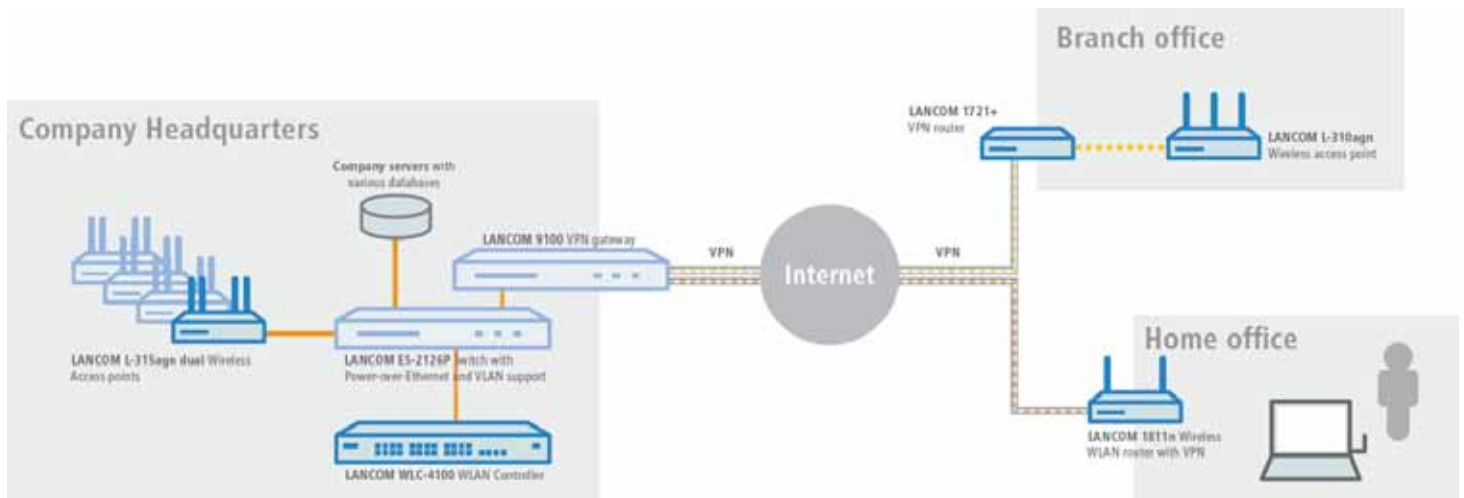 Branch office
LANCOM 1721+
VPN router
LANCOM L-310agn
Wireless access point
Company Headquarters
Company servers with
various databases
LANCOM 9100 VPN gateway
VPN
Internet
VPN
LANCOM L-315agn dual Wireless
Access points
LANCOM ES-2126P Switch with
Power-over-Ethernet and VLAN support
LANCOM WLC-4100 WLAN Controller
Home office
LANCOM 1811n Wireless
WLAN router with VPN